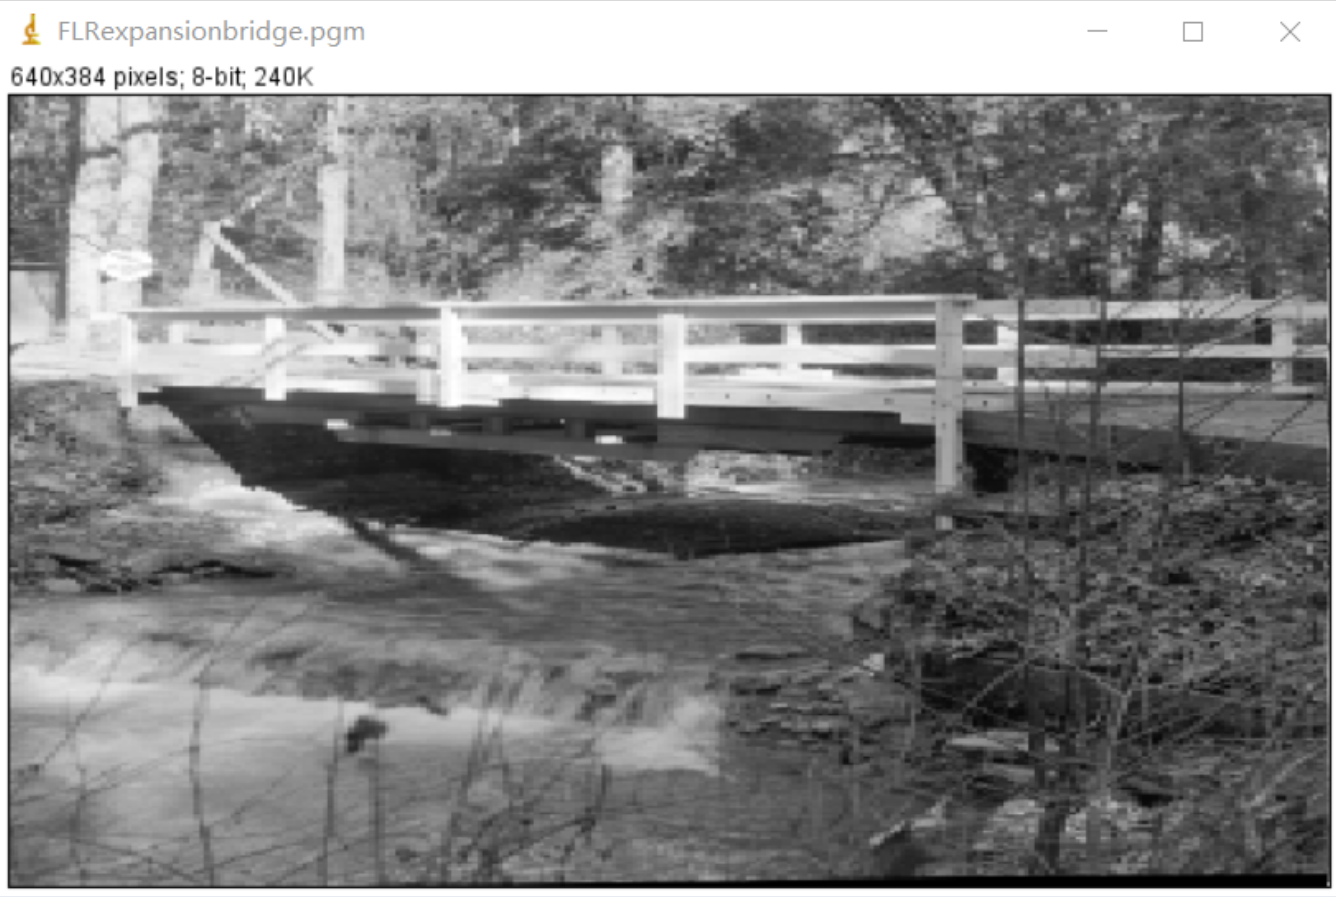 FLRexpansionbridge.pgm
640x384 pixels; 8-bit; 240K